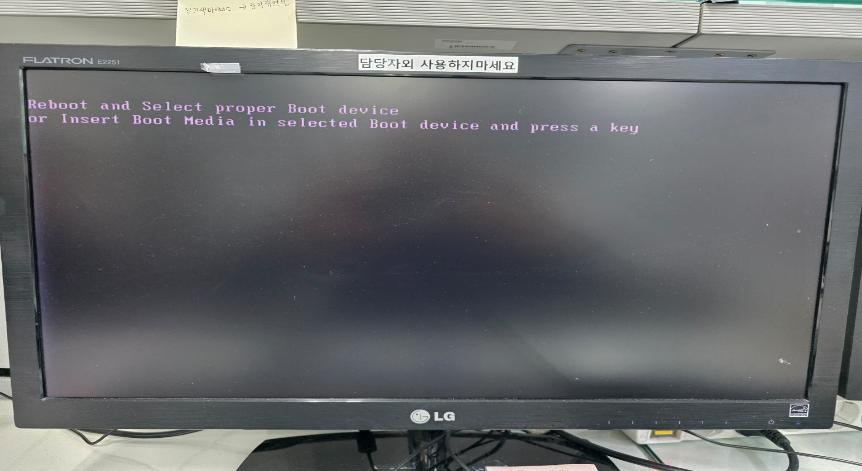 FLATRON E2251
담당자외 사용하지마세요
Reboot and Select proper Boot device
or Insert Boot Media in selected Boot device and press a key
LG